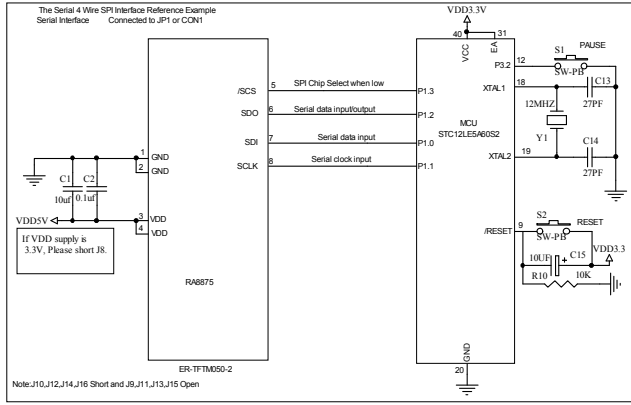 The Serial 4 Wire SPI Interface Reference Example
Serial Interface Connected to JP1 or CON1
VDD3.3V
40
31
VCC
EA
P3.2
12
S1
PAUSE
SW-PB
/SCS
5
SPI Chip Select when low
P1.3
XTAL1
18
C13
27PF
SDO
6
Serial data input/output
P1.2
12MHZ
Y1
MCU
STC12LE5A60S2
SDI
7
Serial data input
P1.0
SCLK
8
Serial clock input
P1.1
XTAL2
19
C14
27PF
1
GND
2
GND
C1
C2
10uf
0.1uf
VDD5V
3
VDD
4
VDD
If VDD supply is
3.3V, Please short J8.
RA8875
/RESET
9
S2
RESET
SW-PB
VDD3.3
10UF
+
C15
R10
10K
GND
20
ER-TFTM050-2
Note:J10,J12,J14,J16 Short and J9,J11,J13,J15 Open